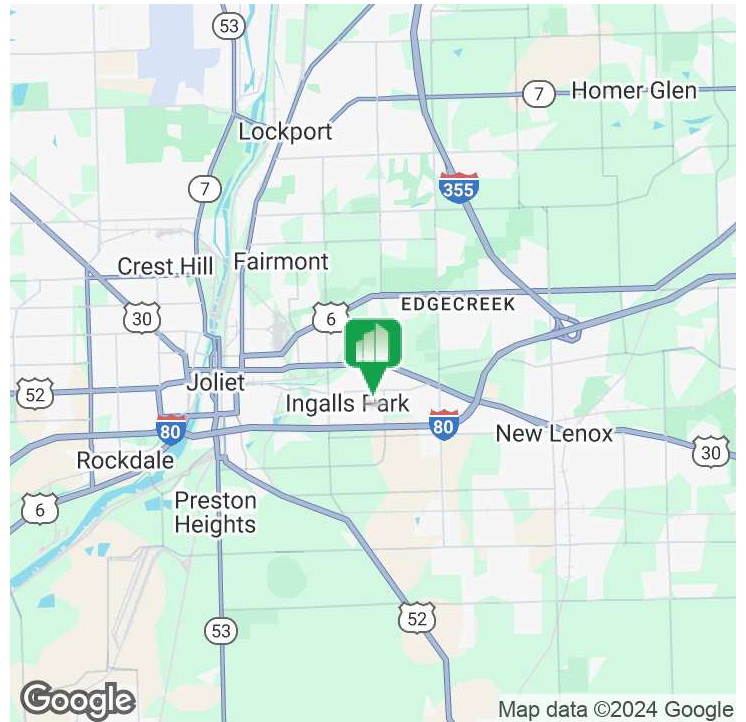 53
7
Homer Glen
Lockport
355
7
Crest Hill
Fairmont
EDGECREEK
30
6
52
Joliet
Ingalls Park
80
80
New Lenox
30
Rockdale
6
Preston
Heights
53
52
Google
Map data ©2024 Google